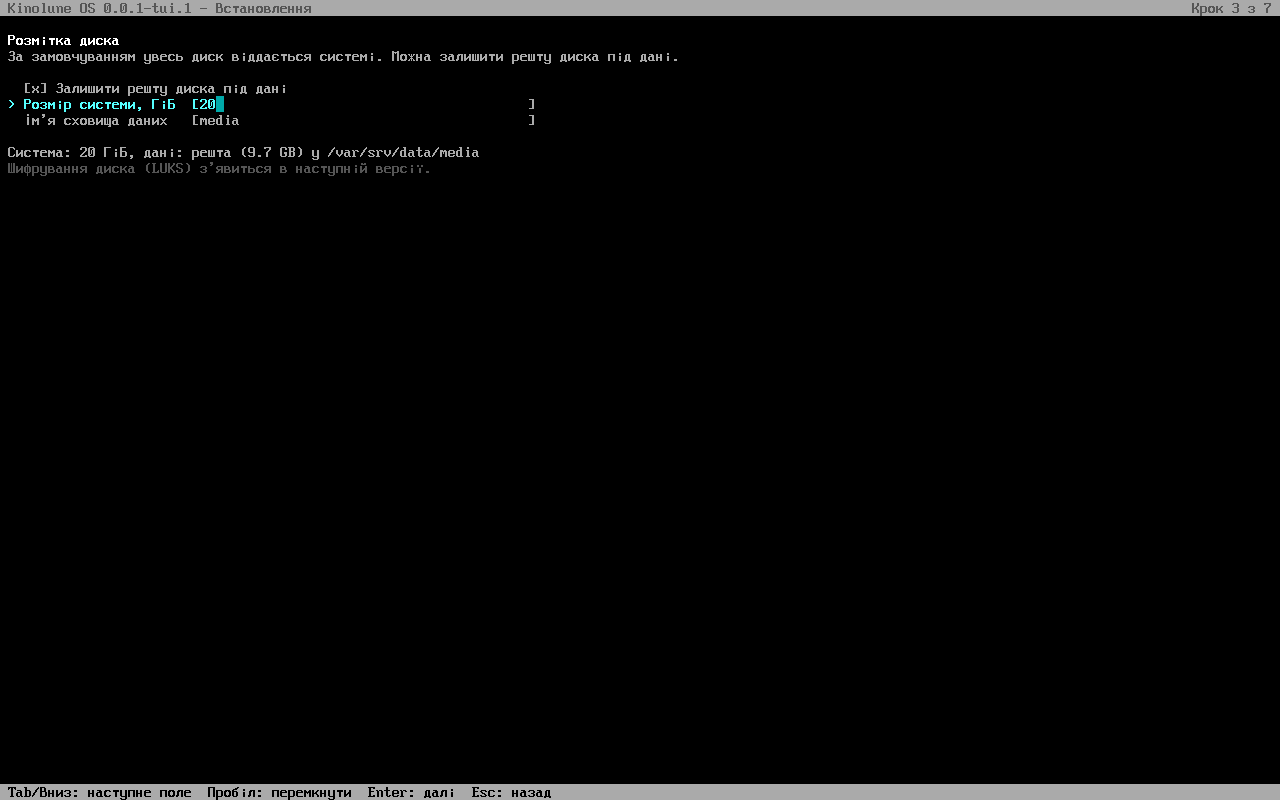 Kinolune OS 0.0.1-tui.1 - Встановлення Крок 3 з 7
Розмітка диска
За замовчуванням увесь диск віддається системі. Можна залишити решту диска під дані.
[x] Залишити решту диска під дані
> Розмір системи, ГіБ [20 ]
Ім'я сховища даних [media ]
Система: 20 ГіБ, дані: решта (9.7 GB) у /var/srv/data/media
Шифрування диска (LUKS) з'явиться в наступній версії.
Tab/Вниз: наступне поле Пробіл: перемкнути Enter: далі Esc: назад